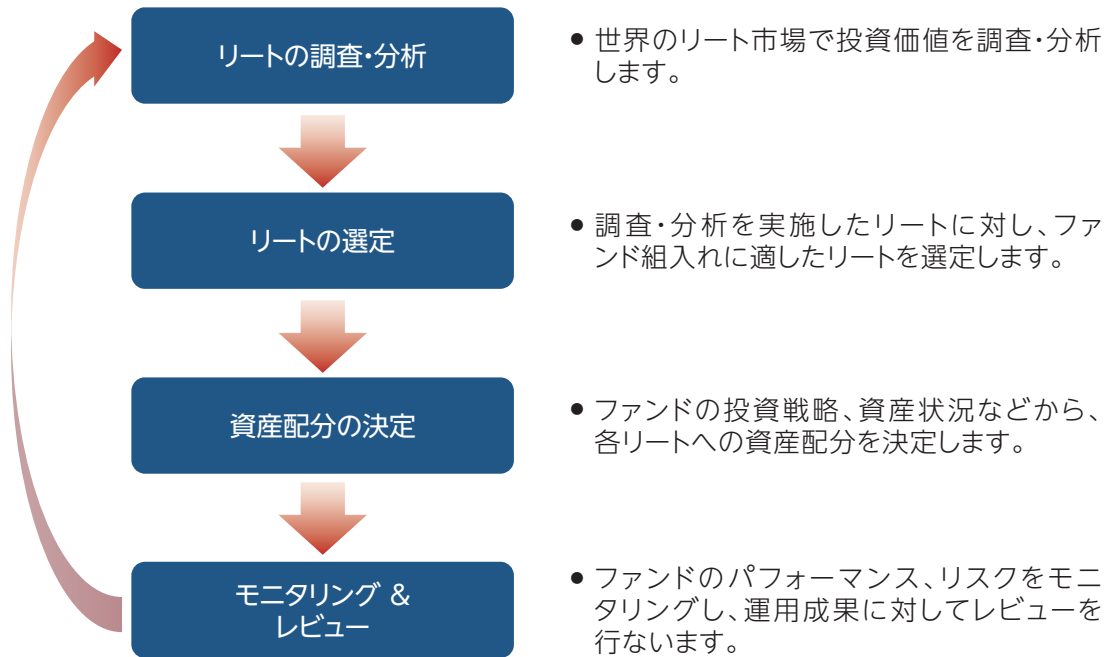 リートの調査・分析
● 世界のリート市場で投資価値を調査・分析
します。
リートの選定
● 調査・分析を実施したリートに対し、ファ
ンド組入れに適したリートを選定します。
資産配分の決定
● ファンドの投資戦略、資産状況などから、
各リートへの資産配分を決定します。
モニタリング &
レビュー
● ファンドのパフォーマンス、リスクをモニ
タリングし、運用成果に対してレビューを
行ないます。